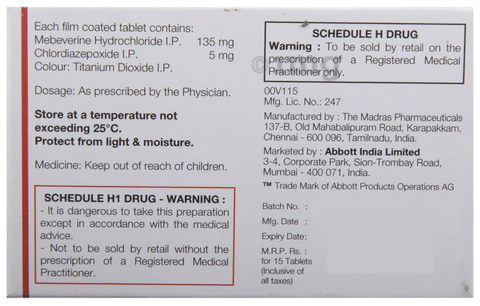 Each film coated tablet contains:
Mebeverine Hydrochloride I.P. 135 mg
Chlordiazepoxide I.P. 5 mg
Colour: Titanium Dioxide I.P.
Dosage: As prescribed by the Physician.
Store at a temperature not
exceeding 25°C.
Protect from light & moisture.
Medicine: Keep out of reach of children.
SCHEDULE H1 DRUG - WARNING :
- It is dangerous to take this preparation
except in accordance with the medical
advice.
- Not to be sold by retail without the
prescription of a Registered Medical
Practitioner.
SCHEDULE H DRUG
Warning : To be sold by retail on the
prescription of a Registered Medical
Practitioner only.
00V115
Mfg. Lic. No.: 247
Manufactured by : The Madras Pharmaceuticals
137-B, Old Mahabalipuram Road, Karapakkam,
Chennai - 600 096, Tamilnadu, India.
Marketed by : Abbott India Limited
3-4, Corporate Park, Sion-Trombay Road,
Mumbai - 400 071, India.
™ Trade Mark of Abbott Products Operations AG
Batch No. :
Mfg. Date :
Expiry Date:
M.R.P. Rs. :
for 15 Tablets
(Inclusive of
all taxes)